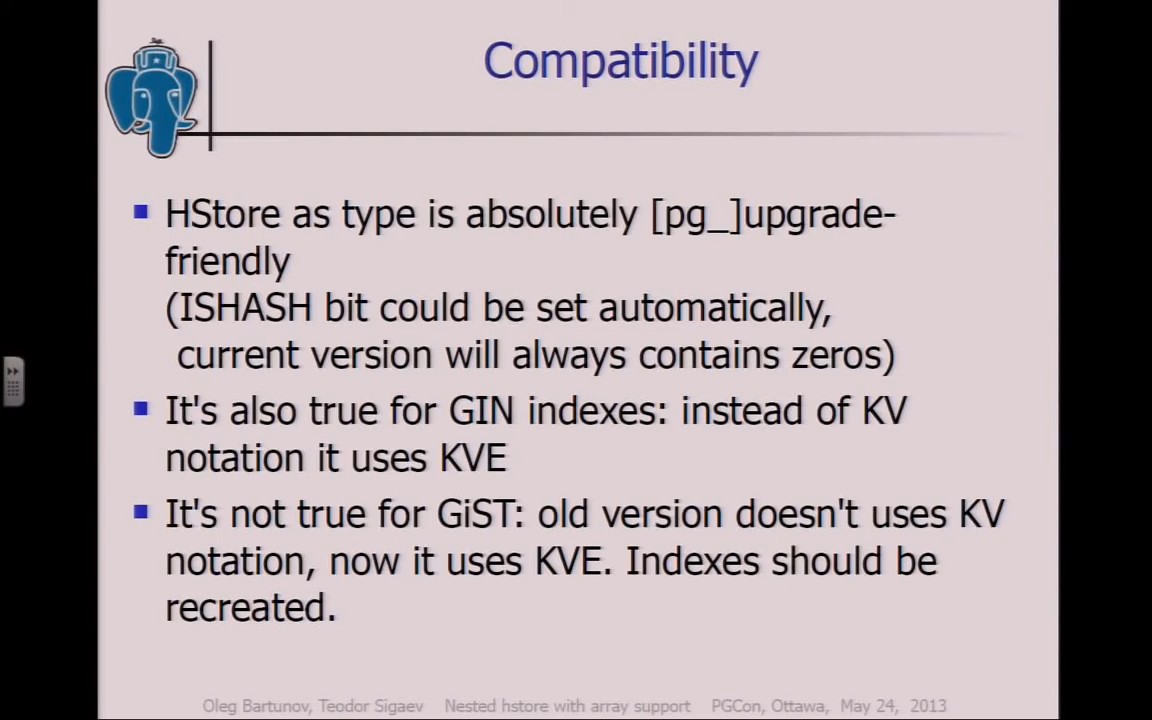 Compatibility
HStore as type is absolutely [pg_]upgrade-
friendly
(ISHASH bit could be set automatically,
current version will always contains zeros)
It's also true for GIN indexes: instead of KV
notation it uses KVE
It's not true for GiST: old version doesn't uses KV
notation, now it uses KVE. Indexes should be
recreated.
Oleg Bartunov, Teodor Sigaev Nested hstore with array support PGCon, Ottawa, May 24, 2013